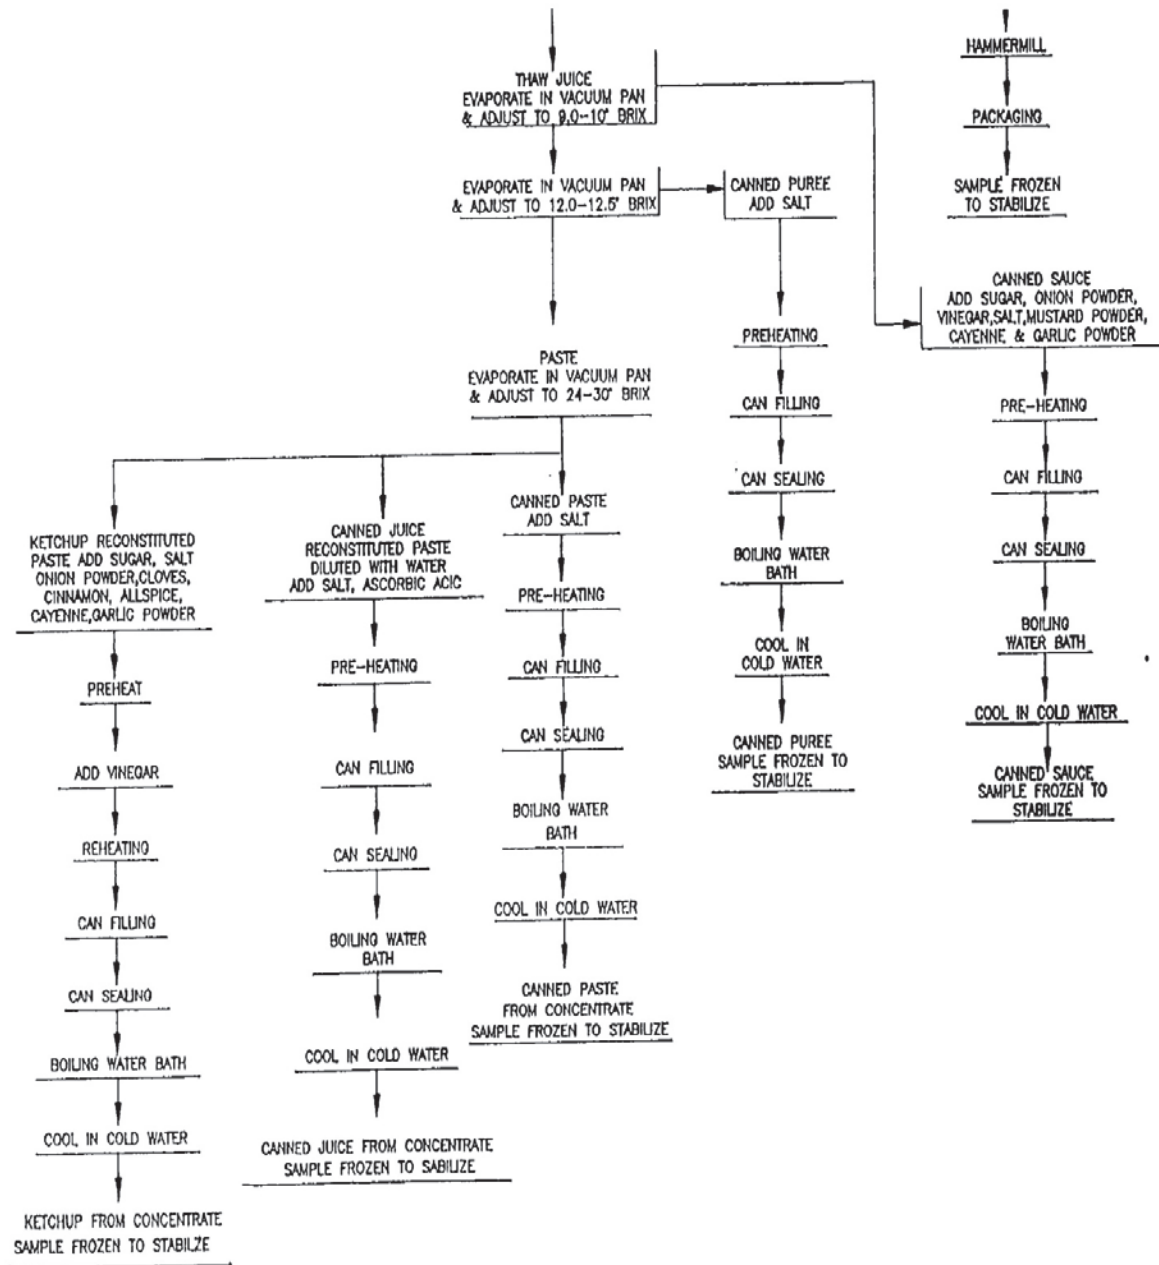 THAW JUICE
EVAPORATE IN VACUUM PAN
& ADJUST TO 9.0-10° BRIX
EVAPORATE IN VACUUM PAN
& ADJUST TO 12.0-12.5° BRIX
PASTE
EVAPORATE IN VACUUM PAN
& ADJUST TO 24-30° BRIX
KETCHUP RECONSTITUTED
PASTE ADD SUGAR, SALT
ONION POWDER,CLOVES,
CINNAMON, ALLSPICE,
CAYENNE,GARLIC POWDER
PREHEAT
ADD VINEGAR
REHEATING
CAN FILLING
CAN SEALING
BOILING WATER BATH
COOL IN COLD WATER
KETCHUP FROM CONCENTRATE
SAMPLE FROZEN TO STABILZE
CANNED JUICE
RECONSTITUTED PASTE
DILUTED WITH WATER
ADD SALT, ASCORBIC ACIC
PRE-HEATING
CAN FILLING
CAN SEALING
BOILING WATER
BATH
COOL IN COLD WATER
CANNED JUICE FROM CONCENTRATE
SAMPLE FROZEN TO SABILIZE
CANNED PASTE
ADD SALT
PRE-HEATING
CAN FILLING
CAN SEALING
BOILING WATER
BATH
COOL IN COLD WATER
CANNED PASTE
FROM CONCENTRATE
SAMPLE FROZEN TO STABILIZE
CANNED PUREE
ADD SALT
PREHEATING
CAN FILLING
CAN SEALING
BOILING WATER
BATH
COOL IN
COLD WATER
CANNED PUREE
SAMPLE FROZEN TO
STABILIZE
HAMMERMILL
PACKAGING
SAMPLE FROZEN
TO STABILIZE
CANNED SAUCE
ADD SUGAR, ONION POWDER,
VINEGAR,SALT,MUSTARD POWDER,
CAYENNE & GARLIC POWDER
PRE-HEATING
CAN FILLING
CAN SEALING
BOILING
WATER BATH
COOL IN COLD WATER
CANNED SAUCE
SAMPLE FROZEN TO
STABILIZE